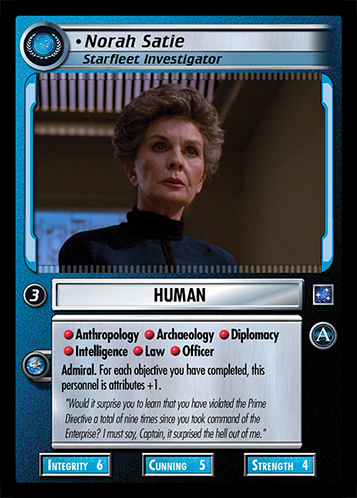 • Norah Satie
Starfleet Investigator
3
HUMAN
• Anthropology • Archaeology • Diplomacy
• Intelligence • Law • Officer
A
Admiral. For each objective you have completed, this
personnel is attributes +1.
"Would it surprise you to learn that you have violated the Prime
Directive a total of nine times since you took command of the
Enterprise? I must say, Captain, it surprised the hell out of me."
INTEGRITY 6 CUNNING 5 STRENGTH 4